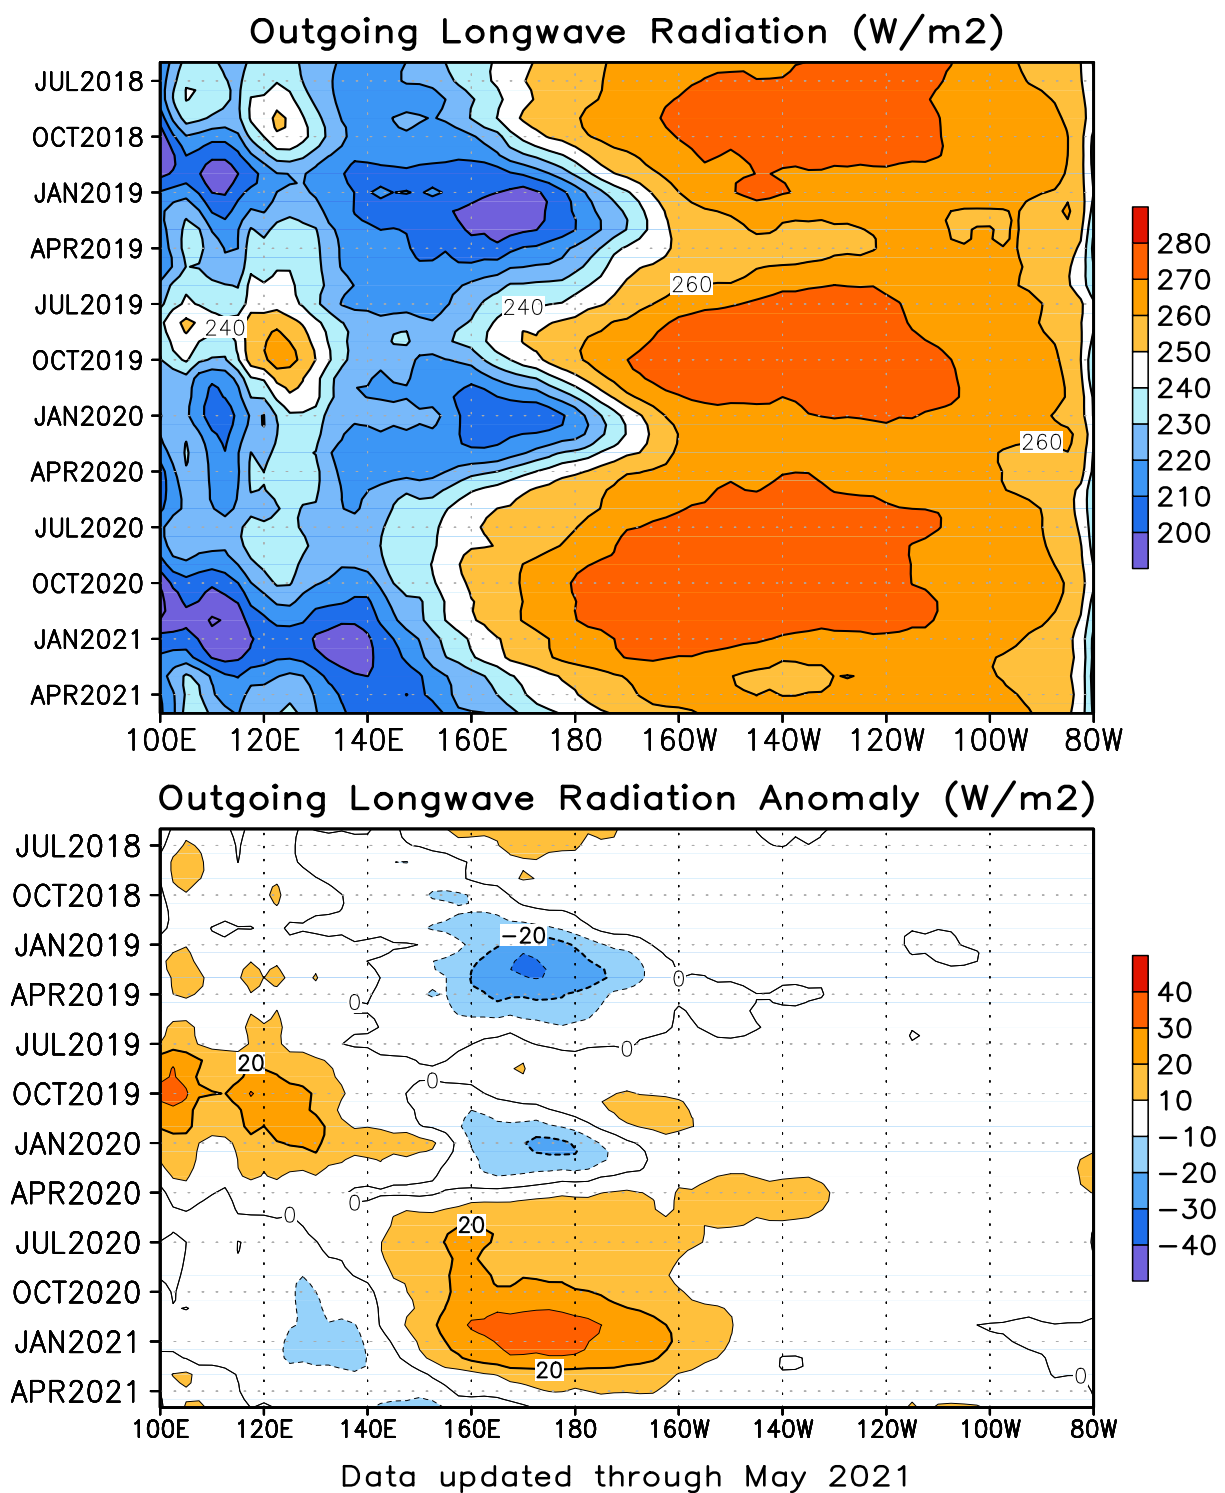 Outgoing Longwave Radiation (W/m2)
JUL2018
OCT2018
JAN2019
APR2019
JUL2019
OCT2019
JAN2020
APR2020
JUL2020
OCT2020
JAN2021
APR2021
240
240
260
260
100E 120E 140E 160E 180 160W 140W 120W 100W 80W
280
270
260
250
240
230
220
210
200
Outgoing Longwave Radiation Anomaly (W/m2)
JUL2018
OCT2018
JAN2019
APR2019
JUL2019
OCT2019
JAN2020
APR2020
JUL2020
OCT2020
JAN2021
APR2021
-20
0
0
0
20
0
0
0
20
20
0
100E 120E 140E 160E 180 160W 140W 120W 100W 80W
40
30
20
10
-10
-20
-30
-40
Data updated through May 2021